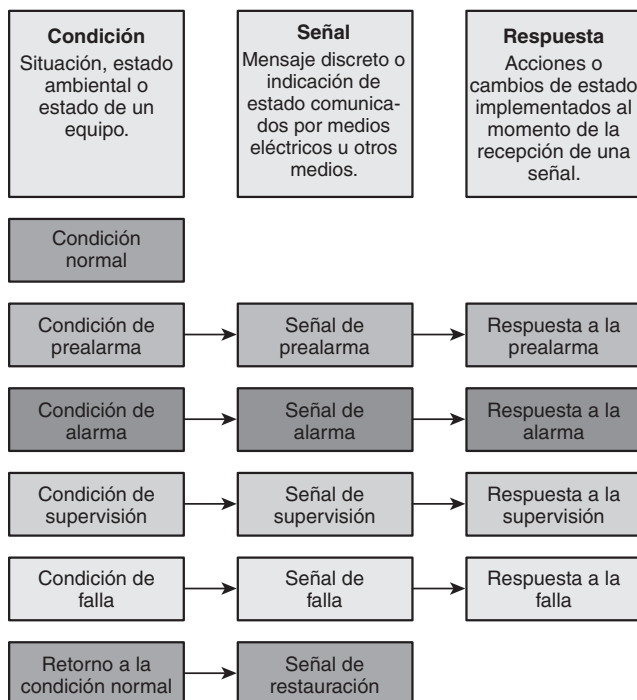 Condición
Situación, estado
ambiental o
estado de un
equipo.
Señal
Mensaje discreto o
indicación de
estado comunica-
dos por medios
eléctricos u otros
medios.
Respuesta
Acciones o
cambios de estado
implementados al
momento de la
recepción de una
señal.
Condición
normal
Condición de
prealarma
Señal de
prealarma
Respuesta a la
prealarma
Condición de
alarma
Señal de
alarma
Respuesta a la
alarma
Condición de
supervisión
Señal de
supervisión
Respuesta a la
supervisión
Condición de
falla
Señal de
falla
Respuesta a la
falla
Retorno a la
condición normal
Señal de
restauración